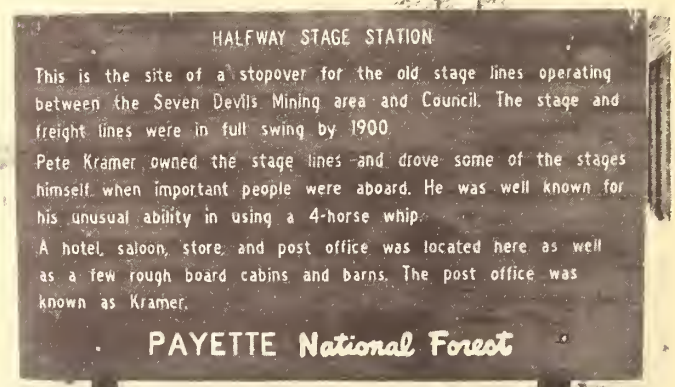 HALFWAY STAGE STATION
This is the site of a stopover for the old stage lines operating
between the Seven Devils Mining area and Council. The stage and
freight lines were in full swing by 1900
Pete Kramer owned the stage lines and drove some of the stages
himself when important people were aboard. He was well known for
his unusual ability in using a 4-horse whip.
A hotel, saloon, store, and post office was located here as well
as a few rough board cabins and barns. The post office was
known as Kramer.
PAYETTE National Forest